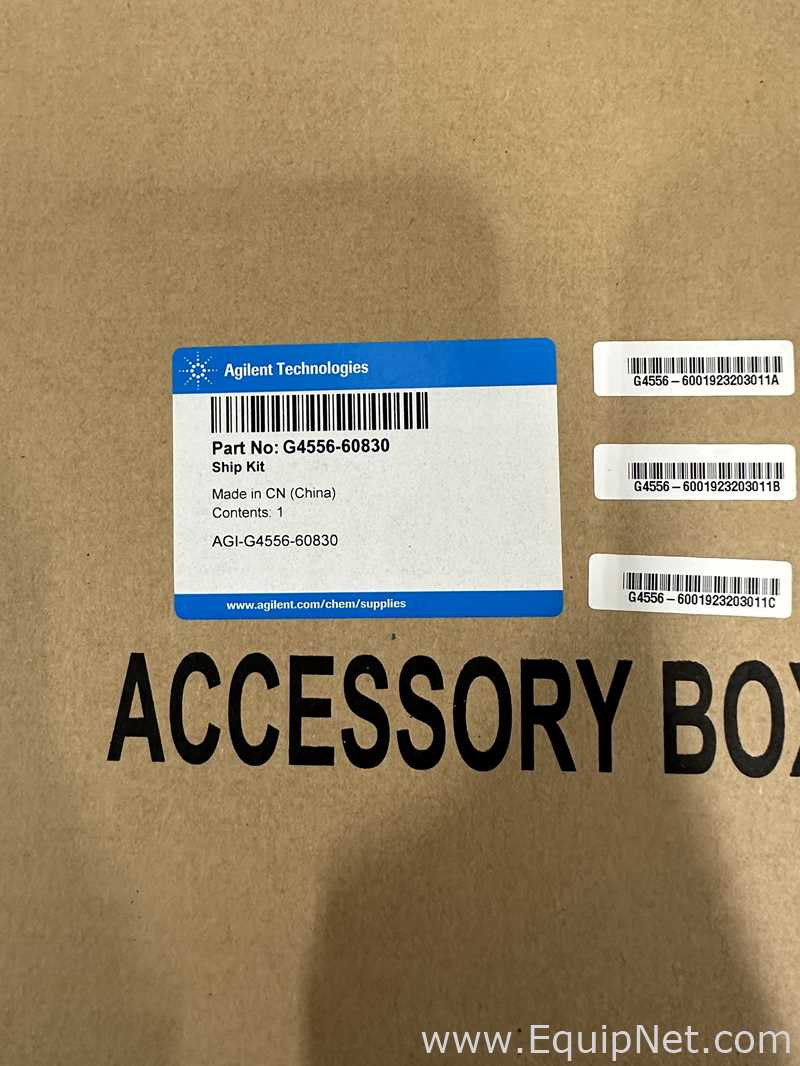 Agilent Technologies
Part No: G4556-60830
Ship Kit
Made in CN (China)
Contents: 1
AGI-G4556-60830
www.agilent.com/chem/supplies
G4556-6001923203011A
G4556-6001923203011B
G4556-6001923203011C
ACCESSORY BOX
www.EquipNet.com